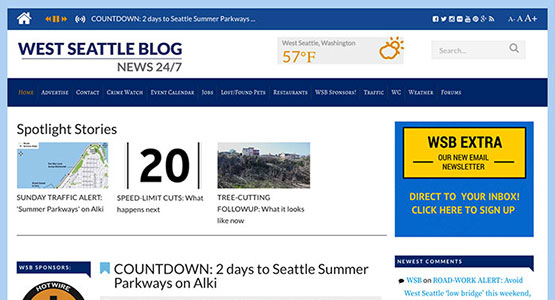 COUNTDOWN: 2 days to Seattle Summer Parkways ...
A- A A+
WEST SEATTLE BLOG
NEWS 24/7
West Seattle, Washington
57°F
Search...
HOME ADVERTISE CONTACT CRIME WATCH EVENT CALENDAR JOBS LOST/FOUND PETS RESTAURANTS WSB SPONSORS! TRAFFIC WC WEATHER FORUMS
Spotlight Stories
20
SUNDAY TRAFFIC ALERT:
'Summer Parkways' on Alki
SPEED-LIMIT CUTS: What
happens next
TREE-CUTTING
FOLLOWUP: What it looks
like now
WSB EXTRA
OUR NEW EMAIL
NEWSLETTER
DIRECT TO YOUR INBOX!
CLICK HERE TO SIGN UP
WSB SPONSORS:
HOTWIRE
COUNTDOWN: 2 days to Seattle Summer
Parkways on Alki
NEWEST COMMENTS
WSB on ROAD-WORK ALERT: Avoid
West Seattle 'low bridge' this weekend,